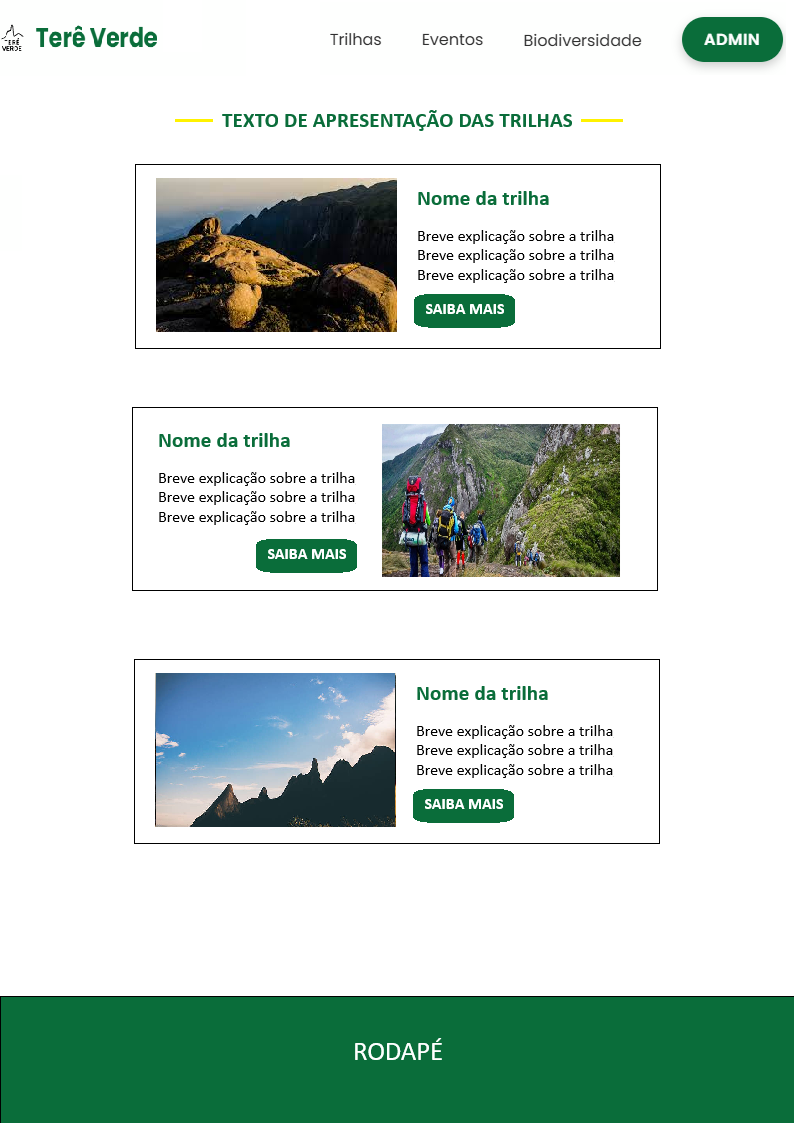 TERÊ
VERDE
Terê Verde
Trilhas
Eventos
Biodiversidade
ADMIN
TEXTO DE APRESENTAÇÃO DAS TRILHAS
Nome da trilha
Breve explicação sobre a trilha
Breve explicação sobre a trilha
Breve explicação sobre a trilha
SAIBA MAIS
Nome da trilha
Breve explicação sobre a trilha
Breve explicação sobre a trilha
Breve explicação sobre a trilha
SAIBA MAIS
Nome da trilha
Breve explicação sobre a trilha
Breve explicação sobre a trilha
Breve explicação sobre a trilha
SAIBA MAIS
RODAPÉ